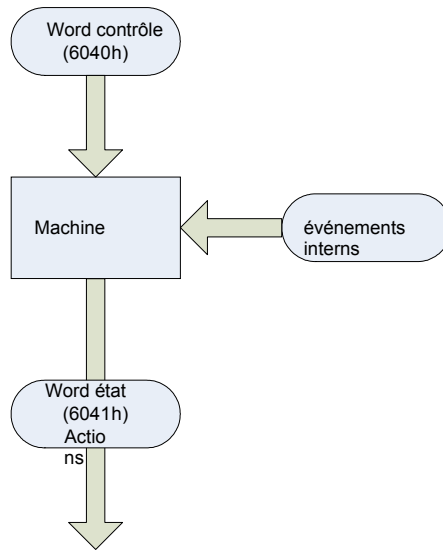 Word contrôle
(6040h)
Machine
événements
interns
Word état
(6041h)
Actio
ns